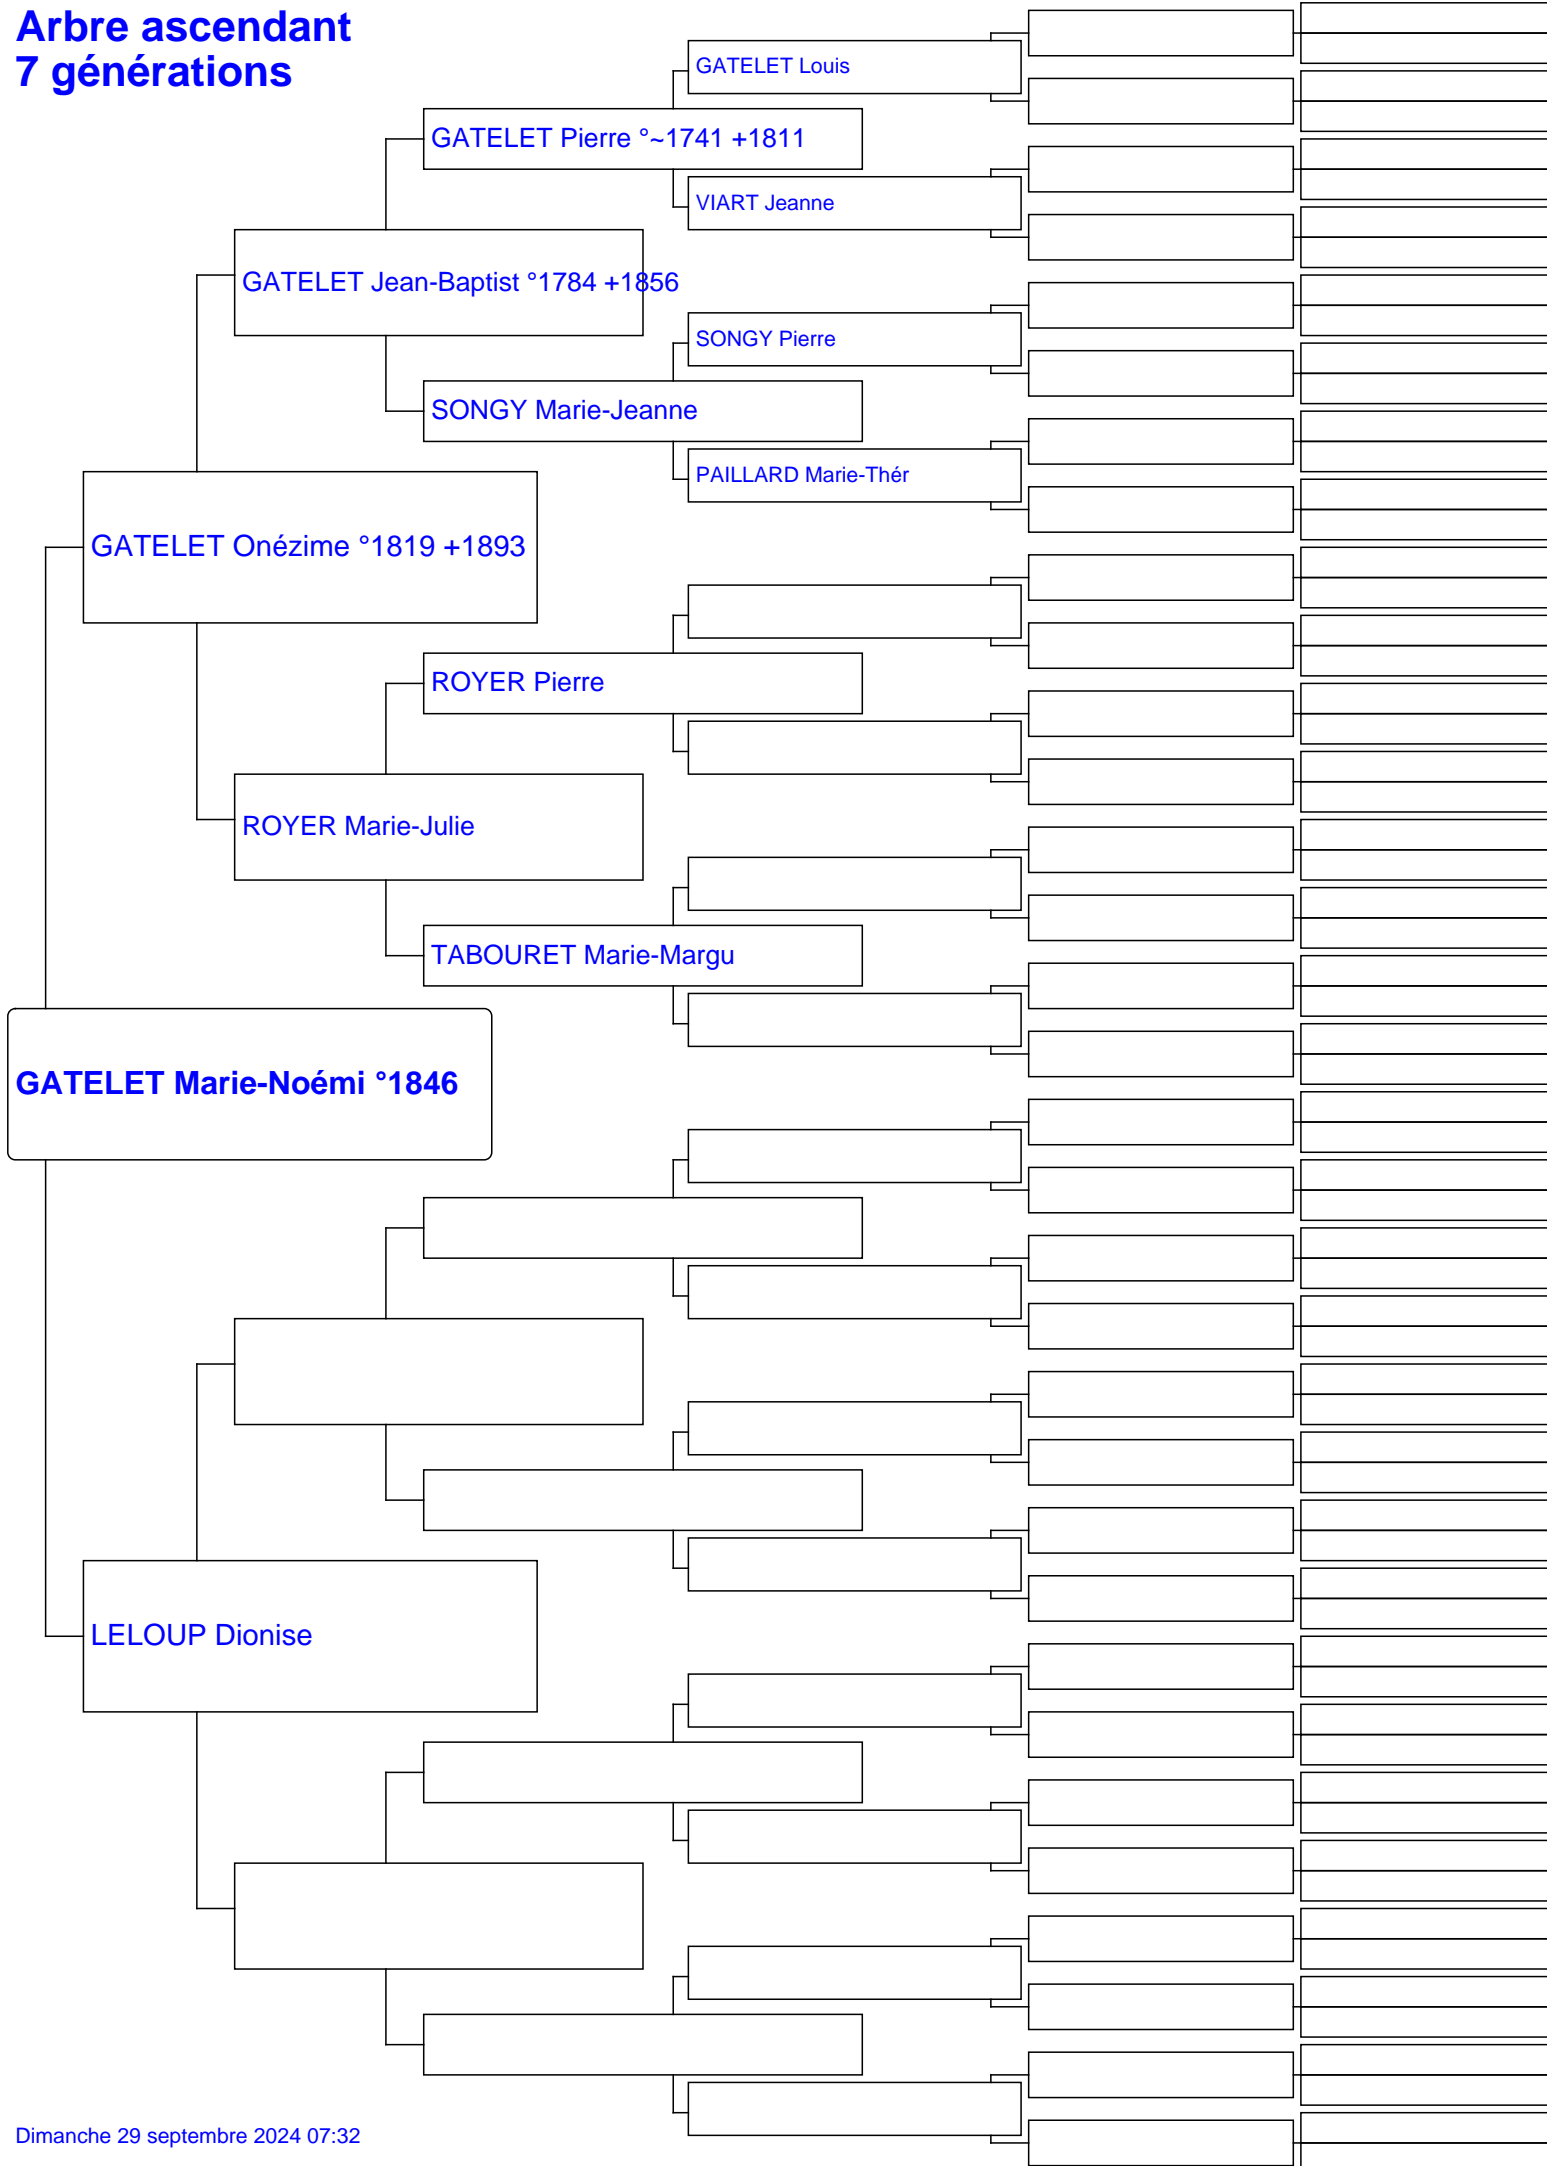 Arbre ascendant
7 générations
GATELET Louis
GATELET Pierre °~1741 +1811
VIART Jeanne
GATELET Jean-Baptist °1784 +1856
SONGY Pierre
SONGY Marie-Jeanne
PAILLARD Marie-Thér
GATELET Onézime °1819 +1893
ROYER Pierre
ROYER Marie-Julie
TABOURET Marie-Margu
GATELET Marie-Noémi °1846
LELOUP Dionise
Dimanche 29 septembre 2024 07:32